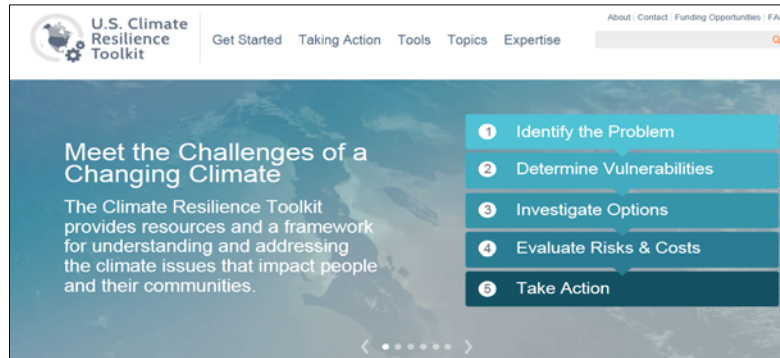 U.S. Climate
Resilience
Toolkit
Get Started Taking Action Tools Topics Expertise
About | Contact | Funding Opportunities | FA
Meet the Challenges of a
Changing Climate
The Climate Resilience Toolkit
provides resources and a framework
for understanding and addressing
the climate issues that impact people
and their communities.
1 Identify the Problem
2 Determine Vulnerabilities
3 Investigate Options
4 Evaluate Risks & Costs
5 Take Action